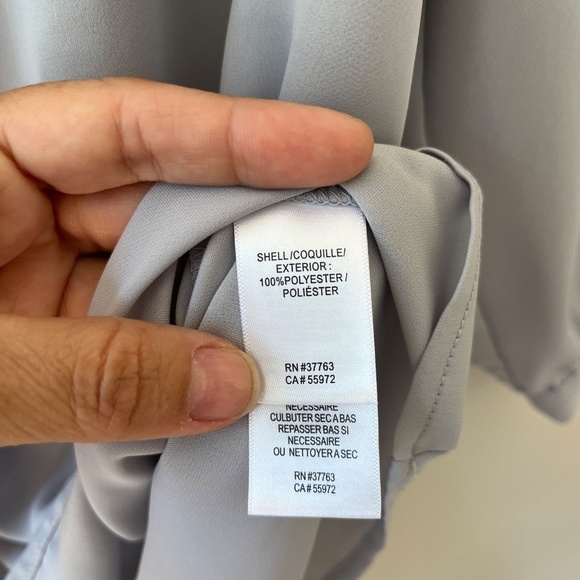 SHELL/COQUILLE/
EXTERIOR:
100%POLYESTER/
POLIÉSTER
RN #37763
CA# 55972
NÉCESSAIRE
CULBUTER SEC A BAS
REPASSER BAS SI
NECESSAIRE
OU NETTOYER A SEC
RN #37763
CA# 55972